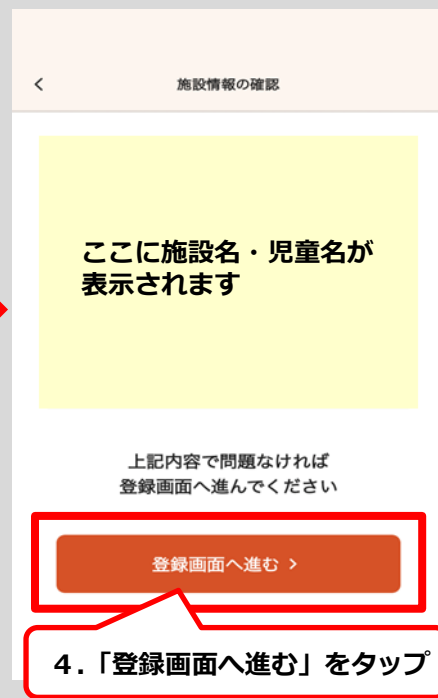 施設情報の確認
ここに施設名・児童名が
表示されます
上記内容で問題なければ
登録画面へ進んでください
登録画面へ進む >
４.「登録画面へ進む」をタップ